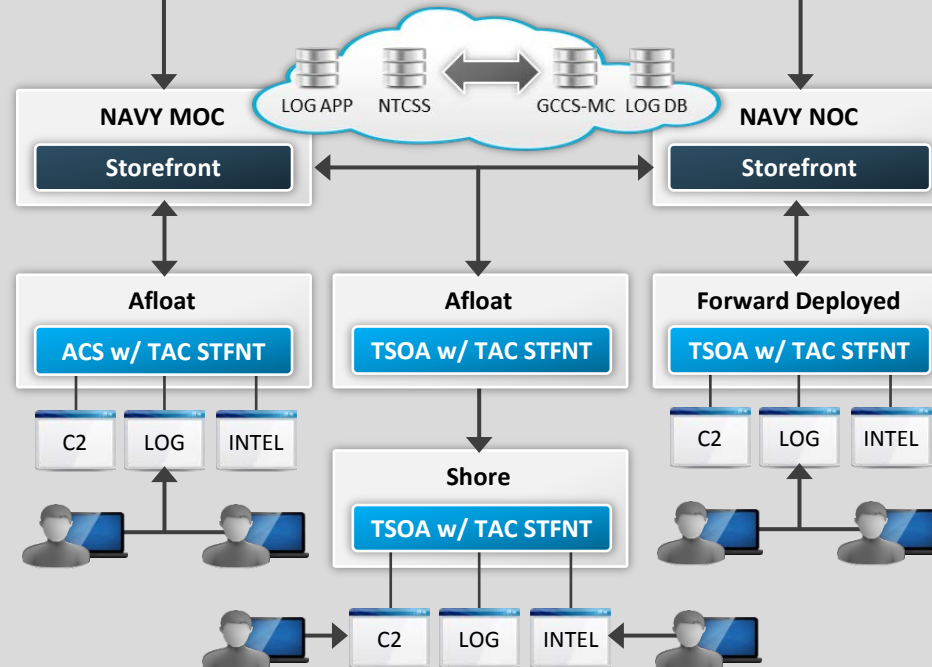 LOG APP
NTCSS
GCCS-MC
LOG DB
NAVY MOC
Storefront
NAVY NOC
Storefront
Afloat
ACS w/ TAC STFNT
Afloat
TSOA w/ TAC STFNT
Forward Deployed
TSOA w/ TAC STFNT
C2
LOG
INTEL
C2
LOG
INTEL
Shore
TSOA w/ TAC STFNT
C2
LOG
INTEL